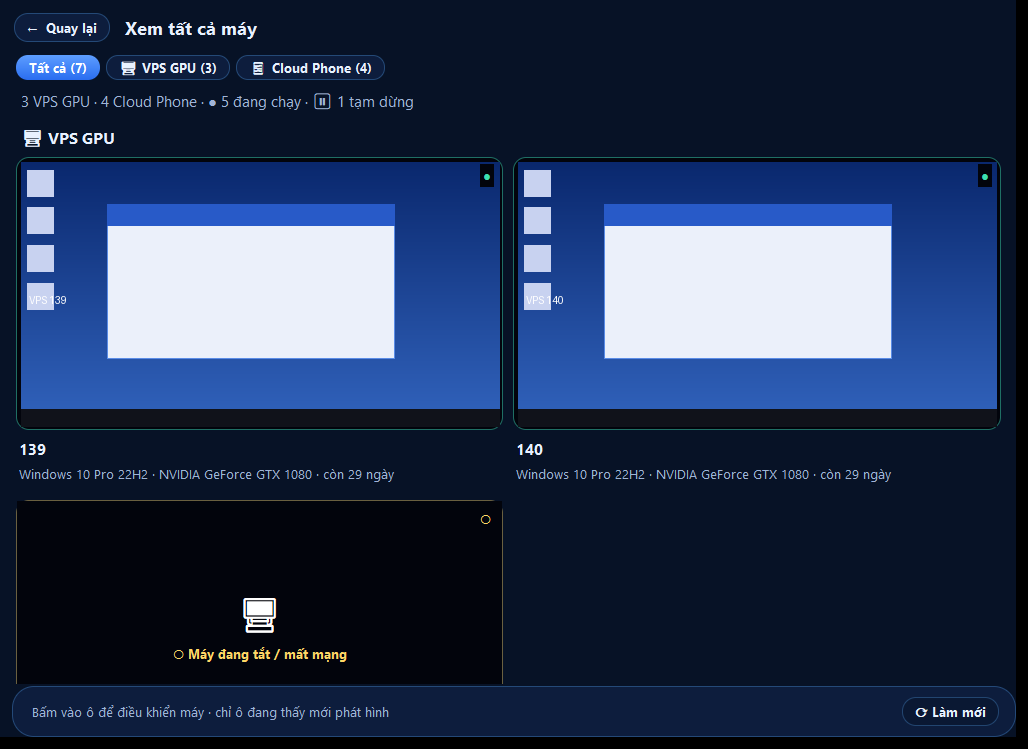 ← Quay lại
Xem tất cả máy
Tất cả (7)
VPS GPU (3)
Cloud Phone (4)
3 VPS GPU · 4 Cloud Phone · ● 5 đang chạy · ⏸ 1 tạm dừng
VPS GPU
VPS 139
VPS 140
139
Windows 10 Pro 22H2 · NVIDIA GeForce GTX 1080 · còn 29 ngày
140
Windows 10 Pro 22H2 · NVIDIA GeForce GTX 1080 · còn 29 ngày
○ Máy đang tắt / mất mạng
Bấm vào ô để điều khiển máy · chỉ ô đang thấy mới phát hình
⟳ Làm mới